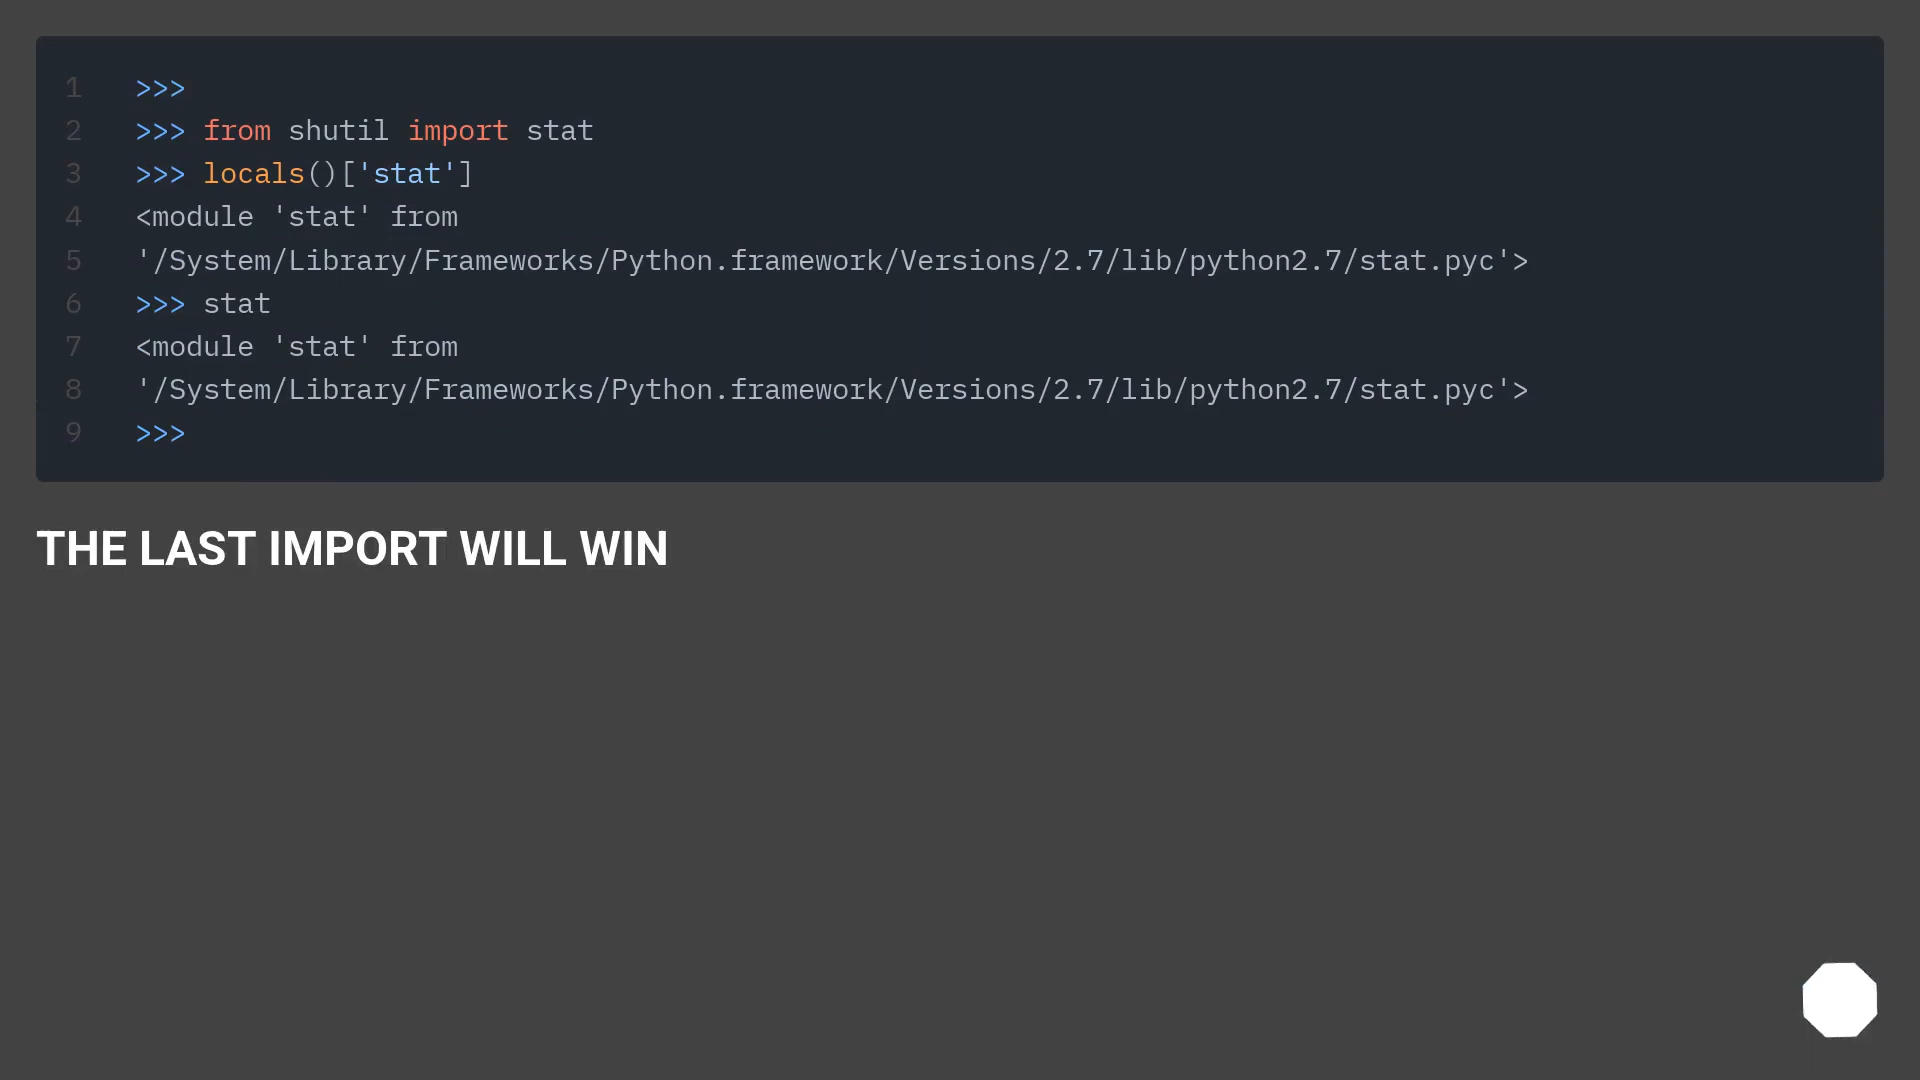 1 >>>
2 >>> from shutil import stat
3 >>> locals()['stat']
4 <module 'stat' from
5 '/System/Library/Frameworks/Python.framework/Versions/2.7/lib/python2.7/stat.pyc'>
6 >>> stat
7 <module 'stat' from
8 '/System/Library/Frameworks/Python.framework/Versions/2.7/lib/python2.7/stat.pyc'>
9 >>>
THE LAST IMPORT WILL WIN